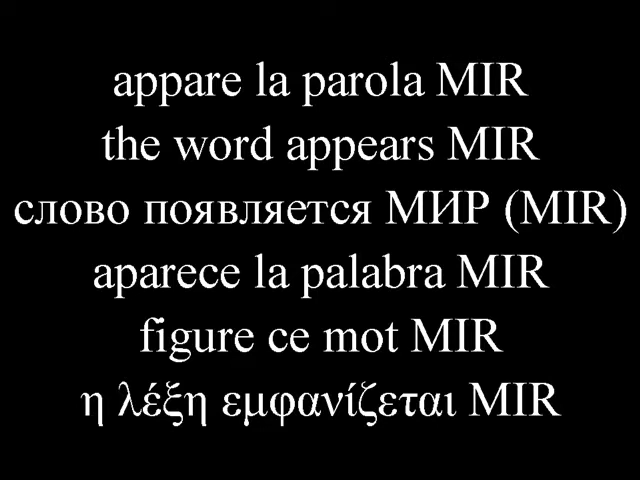 appare la parola MIR
the word appears MIR
слово появляется МИР (MIR)
aparece la palabra MIR
figure ce mot MIR
η λέξη εμφανίζεται MIR